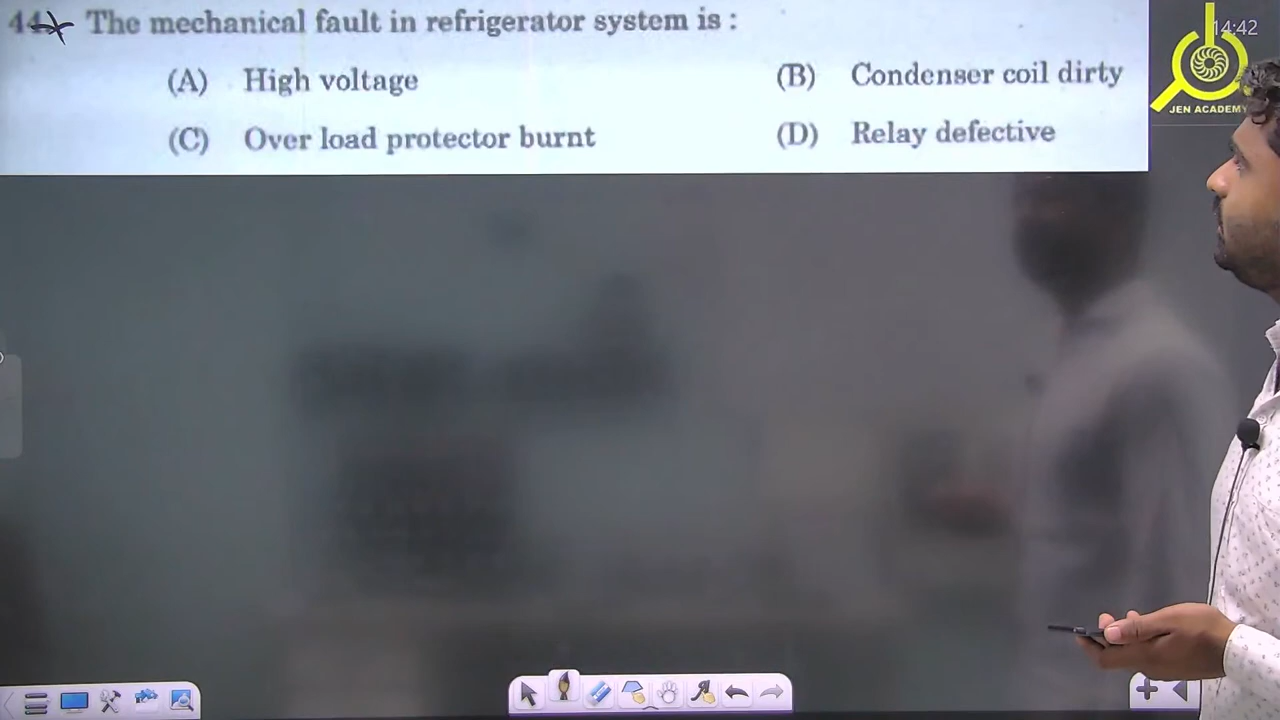 44. The mechanical fault in refrigerator system is :
(A) High voltage
(B) Condenser coil dirty
(C) Over load protector burnt
(D) Relay defective
14:42
JEN ACADEMY